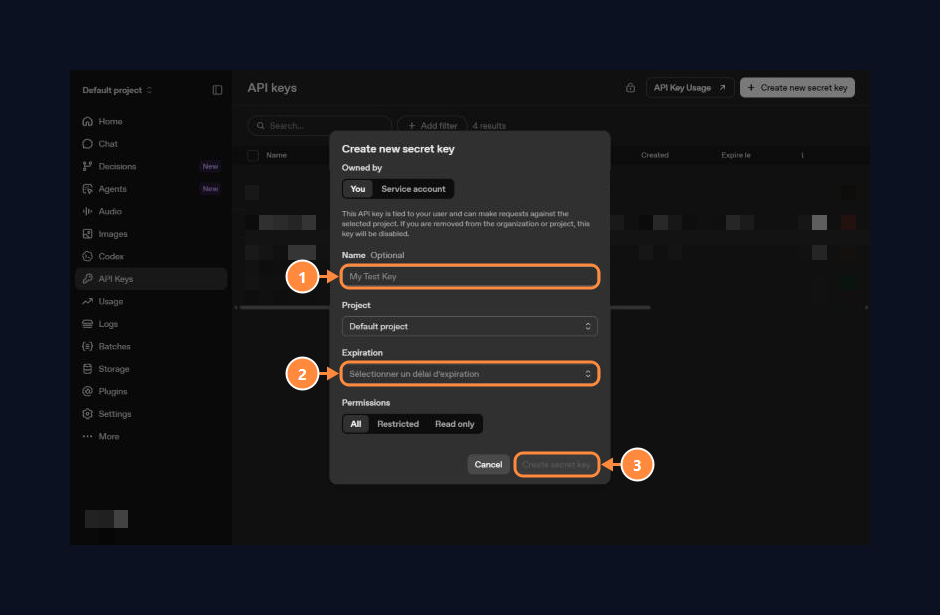 Default project
API keys
API Key Usage
+ Create new secret key
Home
Chat
Decisions New
Agents New
Audio
Images
Codex
API Keys
Usage
Logs
Batches
Storage
Plugins
Settings
More
Search...
+ Add filter
4 results
Name
Created
Expire le
Create new secret key
Owned by
You
Service account
This API key is tied to your user and can make requests against the
selected project. If you are removed from the organization or project, this
key will be disabled.
Name Optional
1
My Test Key
Project
Default project
Expiration
2
Sélectionner un délai d'expiration
Permissions
All
Restricted
Read only
Cancel
Create secret key
3